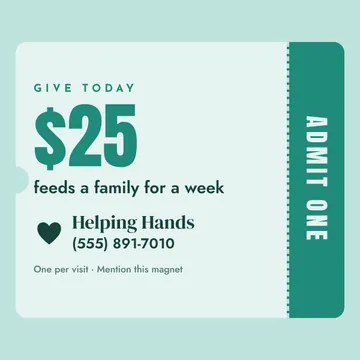 GIVE TODAY
$25
feeds a family for a week
Helping Hands
(555) 891-7010
One per visit · Mention this magnet
ADMIT ONE